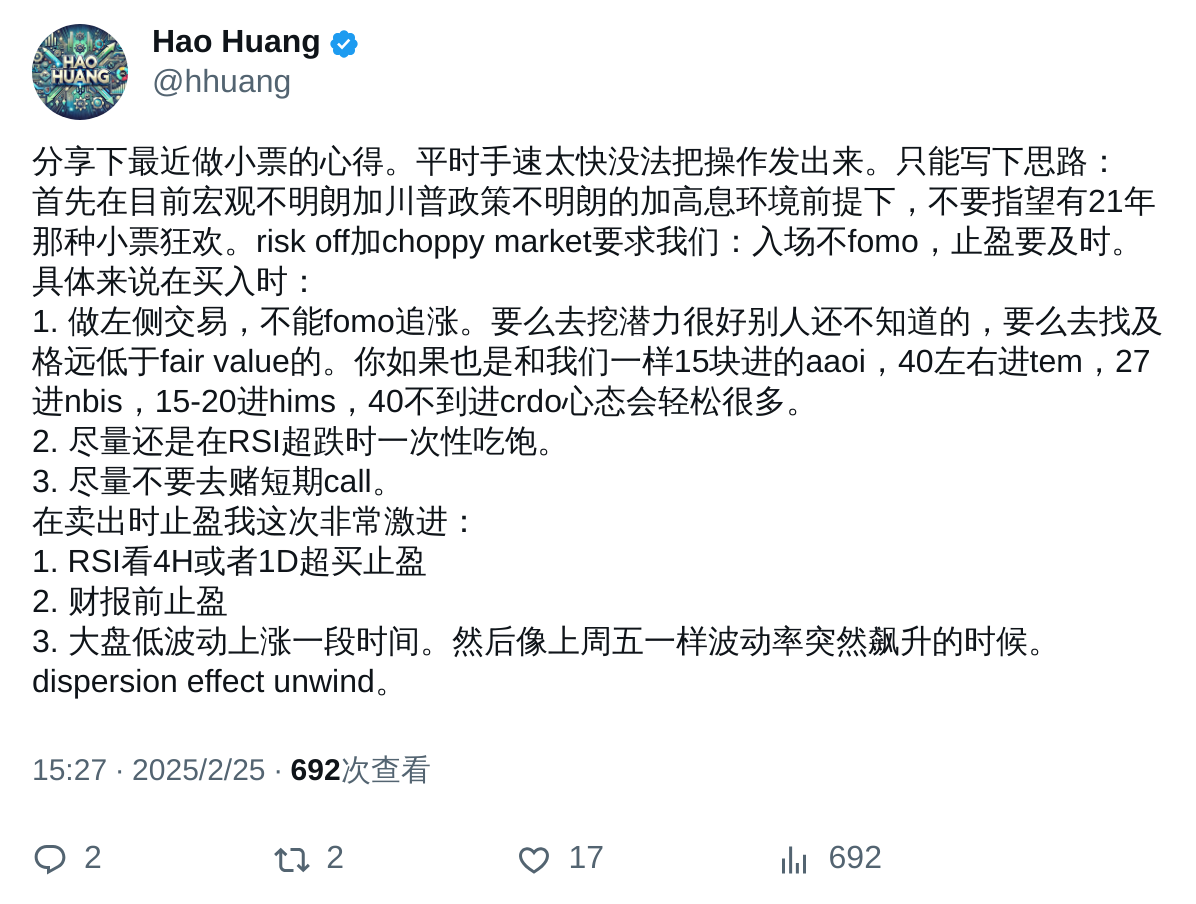 HAO
HUANG
Hao Huang
@hhuang
分享下最近做小票的心得。平时手速太快没法把操作发出来。只能写下思路：
首先在目前宏观不明朗加川普政策不明朗的加高息环境前提下，不要指望有21年
那种小票狂欢。risk off加choppy market要求我们：入场不fomo，止盈要及时。
具体来说在买入时：
1. 做左侧交易，不能fomo追涨。要么去挖潜力很好别人还不知道的，要么去找及
格远低于fair value的。你如果也是和我们一样15块进的aaoi，40左右进tem，27
进nbis，15-20进hims，40不到进crdo心态会轻松很多。
2. 尽量还是在RSI超跌时一次性吃饱。
3. 尽量不要去赌短期call。
在卖出时止盈我这次非常激进：
1. RSI看4H或者1D超买止盈
2. 财报前止盈
3. 大盘低波动上涨一段时间。然后像上周五一样波动率突然飙升的时候。
dispersion effect unwind。
15:27 · 2025/2/25 · 692次查看
2 2 17 692